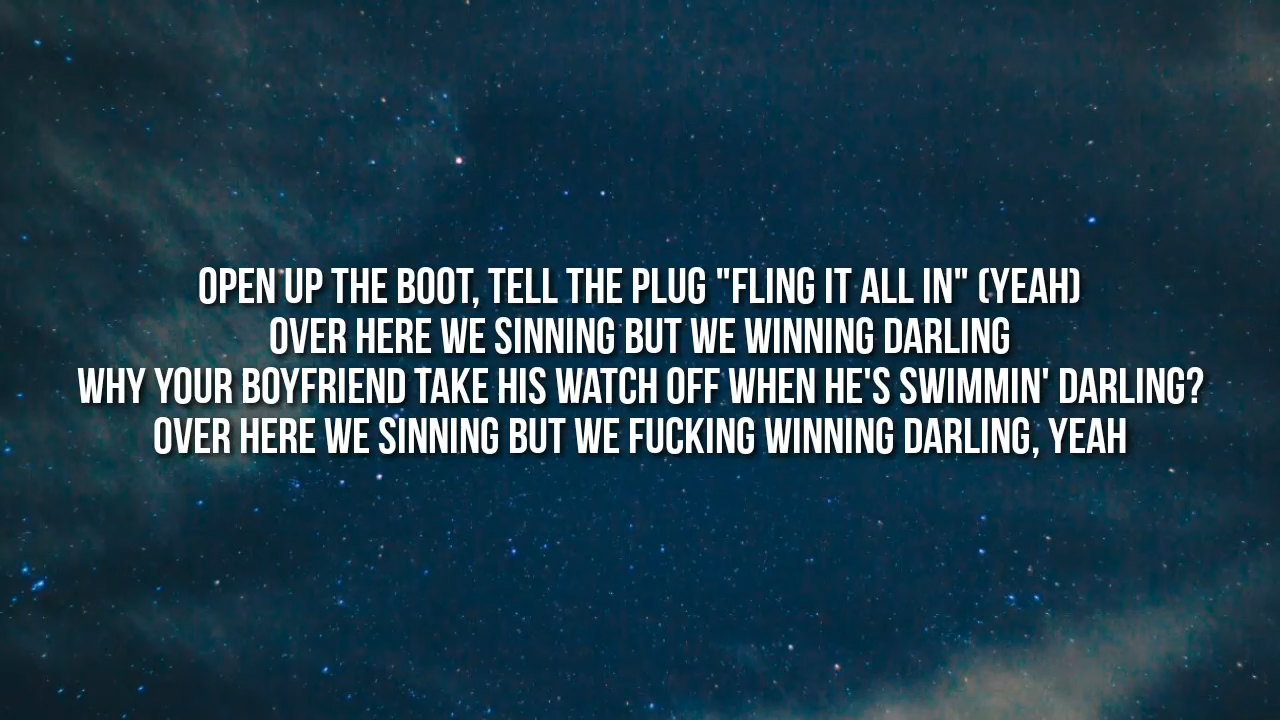 OPEN UP THE BOOT, TELL THE PLUG "FLING IT ALL IN" (YEAH)
OVER HERE WE SINNING BUT WE WINNING DARLING
WHY YOUR BOYFRIEND TAKE HIS WATCH OFF WHEN HE'S SWIMMIN' DARLING?
OVER HERE WE SINNING BUT WE FUCKING WINNING DARLING, YEAH